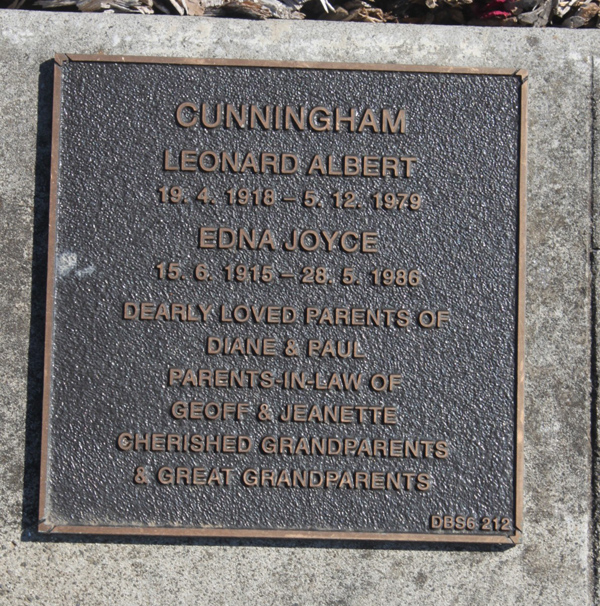 CUNNINGHAM
LEONARD ALBERT
19. 4. 1918 – 5. 12. 1979
EDNA JOYCE
15. 6. 1915 – 28. 5. 1986
DEARLY LOVED PARENTS OF
DIANE & PAUL
PARENTS-IN-LAW OF
GEOFF & JEANETTE
CHERISHED GRANDPARENTS
& GREAT GRANDPARENTS
DBS6 212